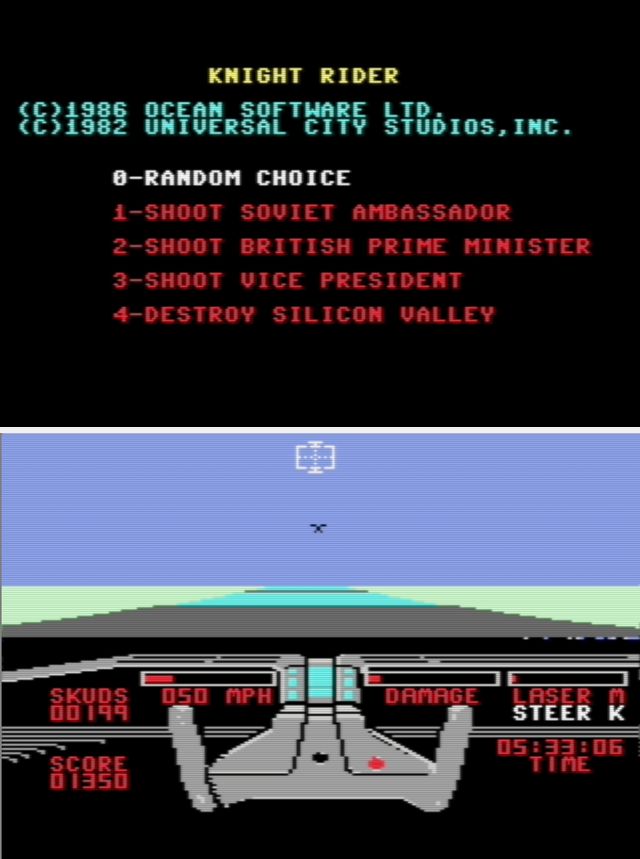 KNIGHT RIDER
(C)1986 OCEAN SOFTWARE LTD.
(C)1982 UNIVERSAL CITY STUDIOS,INC.
0-RANDOM CHOICE
1-SHOOT SOVIET AMBASSADOR
2-SHOOT BRITISH PRIME MINISTER
3-SHOOT VICE PRESIDENT
4-DESTROY SILICON VALLEY
SKVDS 050 MPH DAMAGE LASER M
00199 STEER K
05:33:06
SCORE TIME
01350